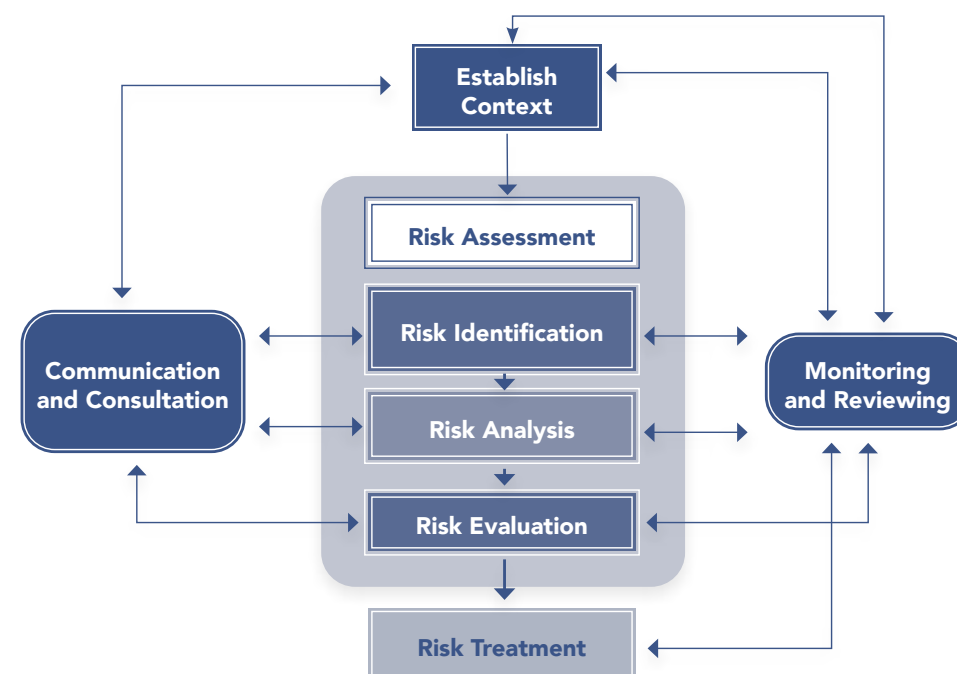 Establish
Context
Risk Assessment
Risk Identification
Communication
and Consultation
Monitoring
and Reviewing
Risk Analysis
Risk Evaluation
Risk Treatment